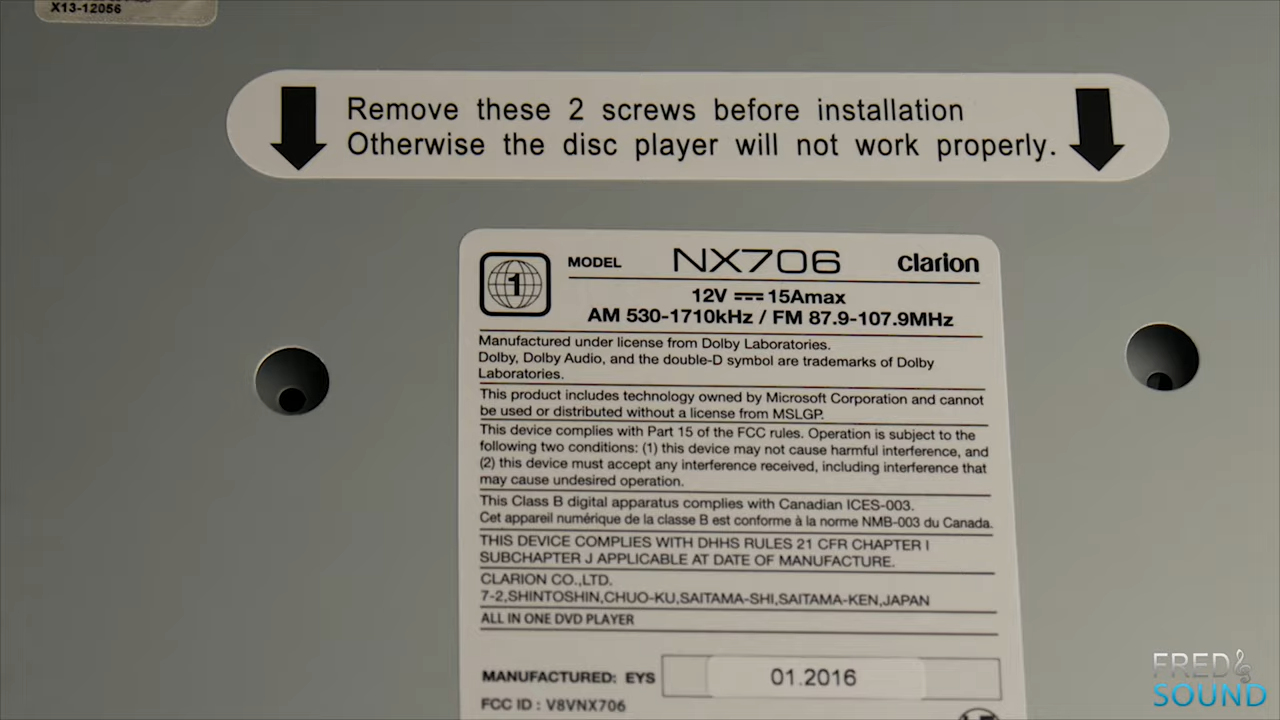 X13-12056
Remove these 2 screws before installation
Otherwise the disc player will not work properly.
1
MODEL NX706 clarion
12V 15Amax
AM 530-1710kHz / FM 87.9-107.9MHz
Manufactured under license from Dolby Laboratories.
Dolby, Dolby Audio, and the double-D symbol are trademarks of Dolby
Laboratories.
This product includes technology owned by Microsoft Corporation and cannot
be used or distributed without a license from MSLGP.
This device complies with Part 15 of the FCC rules. Operation is subject to the
following two conditions: (1) this device may not cause harmful interference, and
(2) this device must accept any interference received, including interference that
may cause undesired operation.
This Class B digital apparatus complies with Canadian ICES-003.
Cet appareil numérique de la classe B est conforme à la norme NMB-003 du Canada.
THIS DEVICE COMPLIES WITH DHHS RULES 21 CFR CHAPTER I
SUBCHAPTER J APPLICABLE AT DATE OF MANUFACTURE.
CLARION CO.,LTD.
7-2,SHINTOSHIN,CHUO-KU,SAITAMA-SHI,SAITAMA-KEN,JAPAN
ALL IN ONE DVD PLAYER
MANUFACTURED: EYS 01.2016
FCC ID : V8VNX706
FRED
SOUND